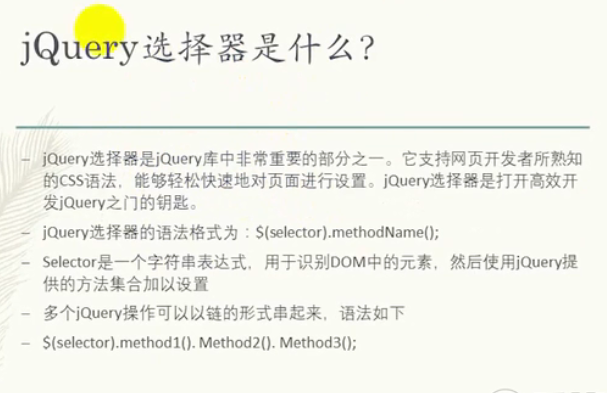 jQuery选择器是什么?
– jQuery选择器是jQuery库中非常重要的部分之一。它支持网页开发者所熟知
的CSS语法，能够轻松快速地对页面进行设置。jQuery选择器是打开高效开
发jQuery之门的钥匙。
– jQuery选择器的语法格式为：$(selector).methodName();
– Selector是一个字符串表达式，用于识别DOM中的元素，然后使用jQuery提
供的方法集合加以设置
– 多个jQuery操作可以以链的形式串起来，语法如下
– $(selector).method1(). Method2(). Method3();